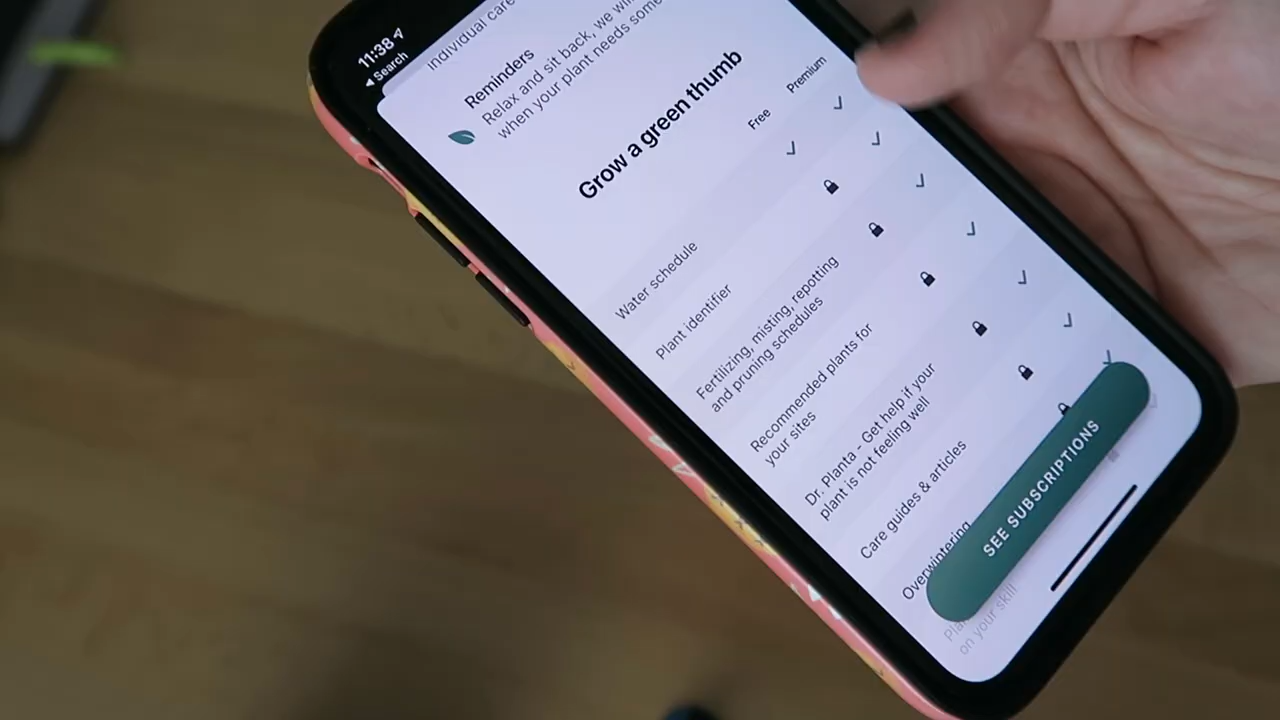 11:38
Search
Individual care
Reminders
Relax and sit back, we will
when your plant needs some
Grow a green thumb
Free
Premium
Water schedule
Plant identifier
Fertilizing, misting, repotting
and pruning schedules
Recommended plants for
your sites
Dr. Planta - Get help if your
plant is not feeling well
Care guides & articles
Overwintering
SEE SUBSCRIPTIONS
on your skill